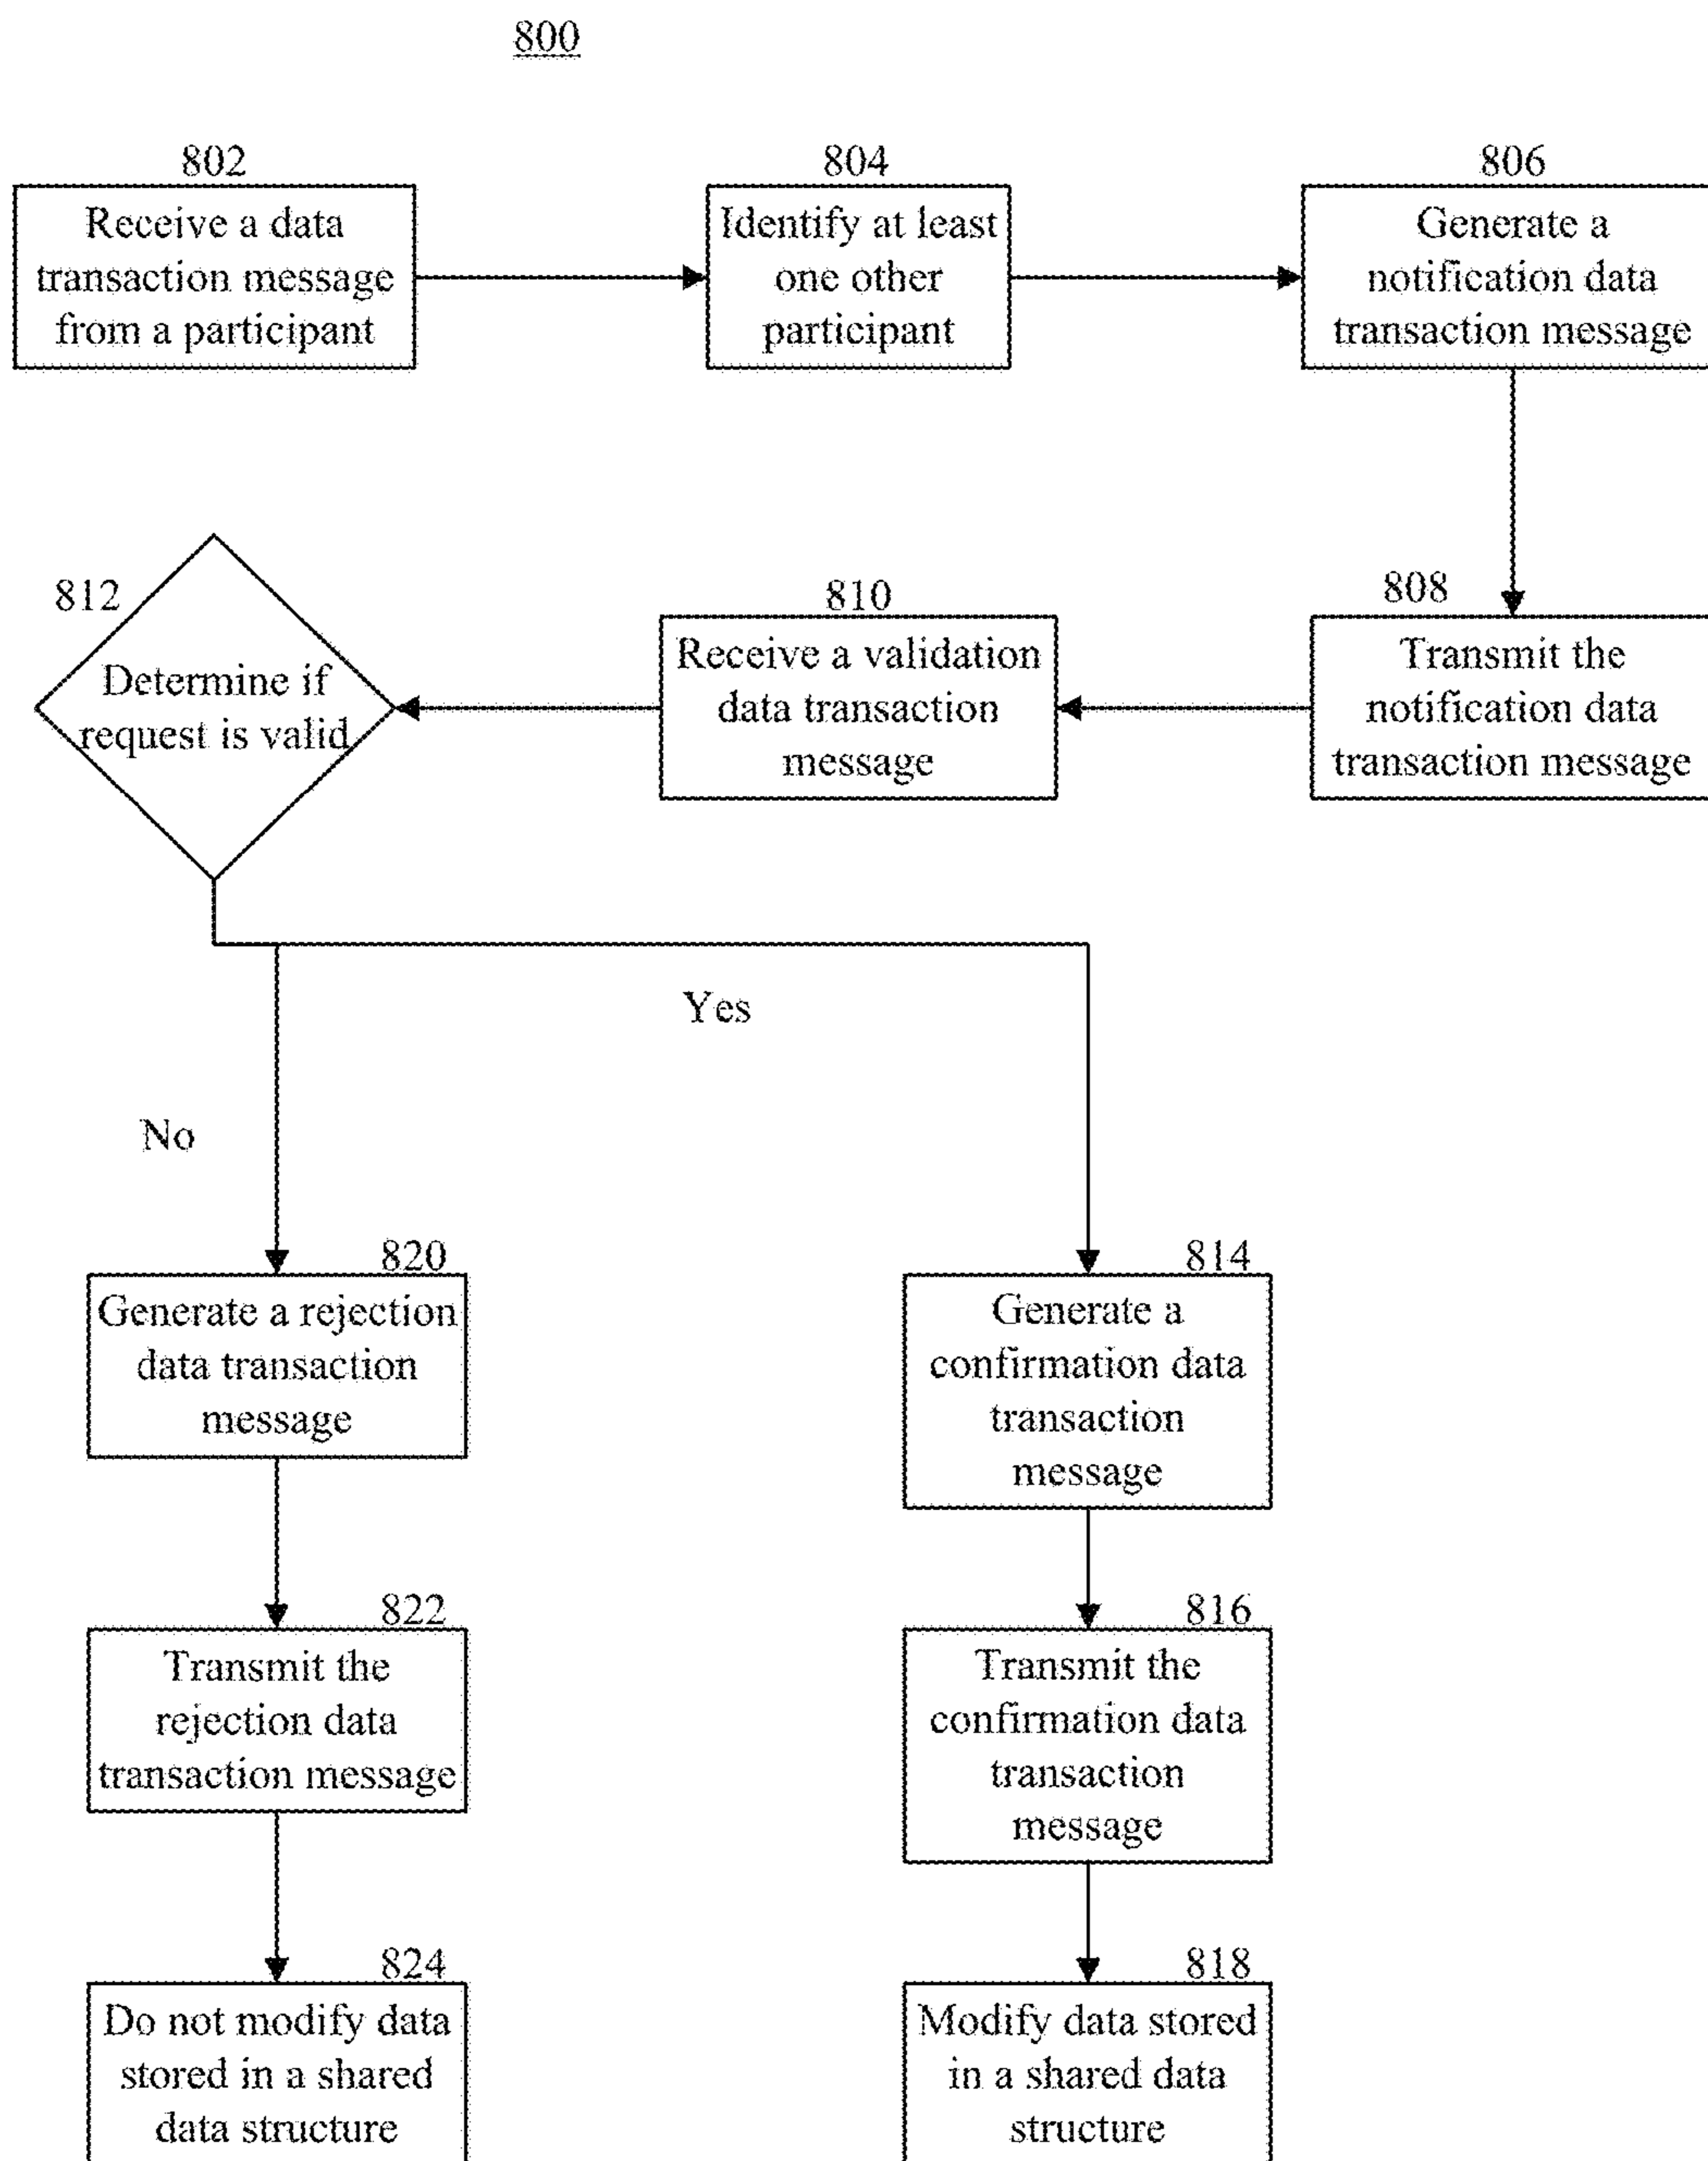 800
802
Receive a data
transaction message
from a participant
804
Identify at least
one other
participant
806
Generate a
notification data
transaction message
808
Transmit the
notification data
transaction message
810
Receive a validation
data transaction
message
812
Determine if
request is valid
Yes
No
820
Generate a rejection
data transaction
message
822
Transmit the
rejection data
transaction message
824
Do not modify data
stored in a shared
data structure
814
Generate a
confirmation data
transaction
message
816
Transmit the
confirmation data
transaction
message
818
Modify data stored
in a shared data
structure